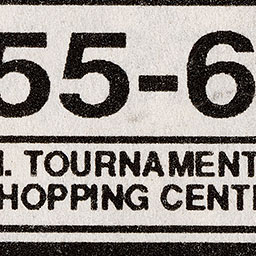 55-6
. TOURNAMENT
HOPPING CENT